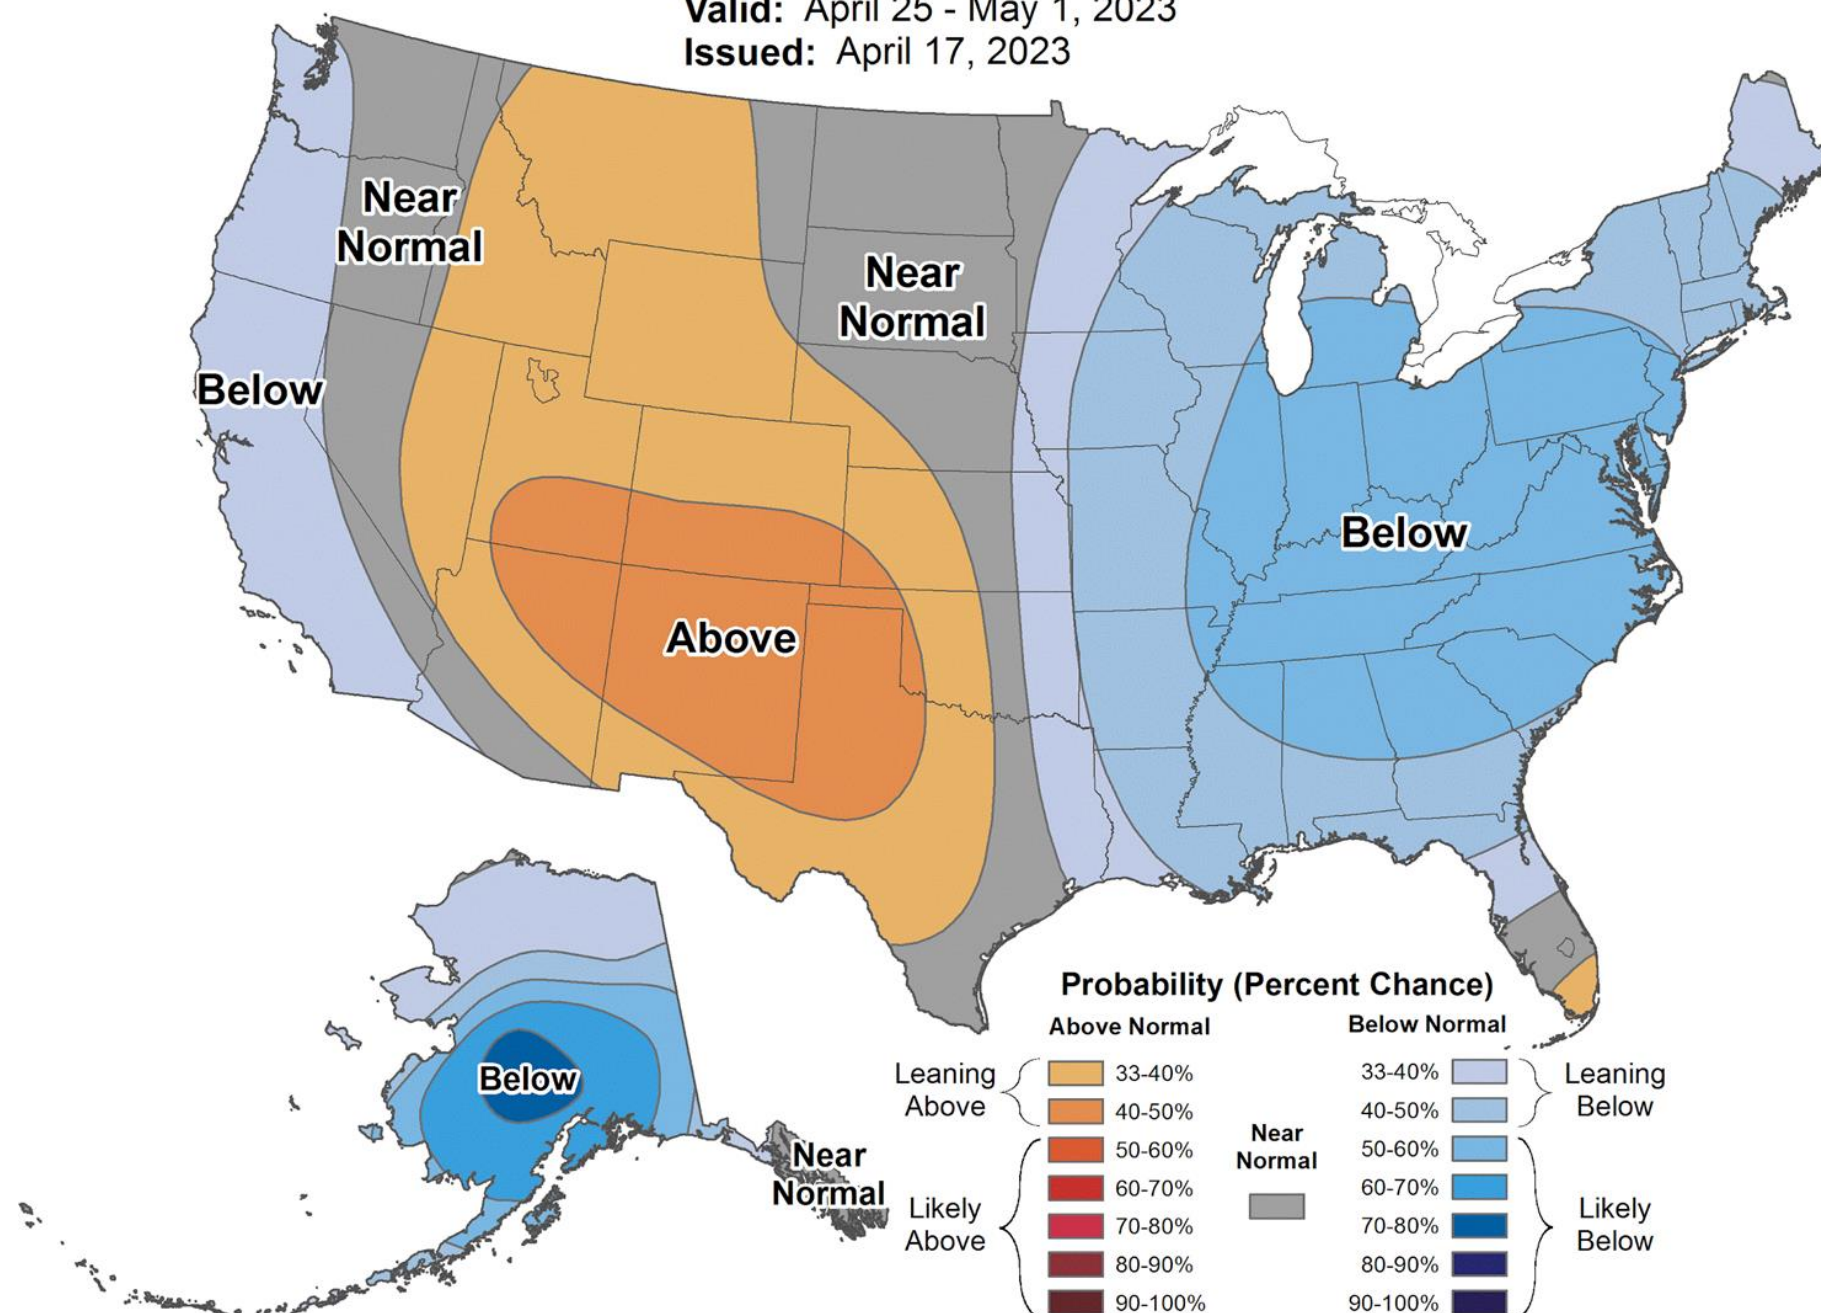 Valid: April 25 - May 1, 2023
Issued: April 17, 2023
Near
Normal
Near
Normal
Below
Below
Above
Below
Near
Normal
Probability (Percent Chance)
Above Normal
Below Normal
Leaning
Above
33-40%
40-50%
Likely
Above
50-60%
60-70%
70-80%
80-90%
90-100%
Near
Normal
33-40%
40-50%
Leaning
Below
50-60%
60-70%
70-80%
80-90%
90-100%
Likely
Below